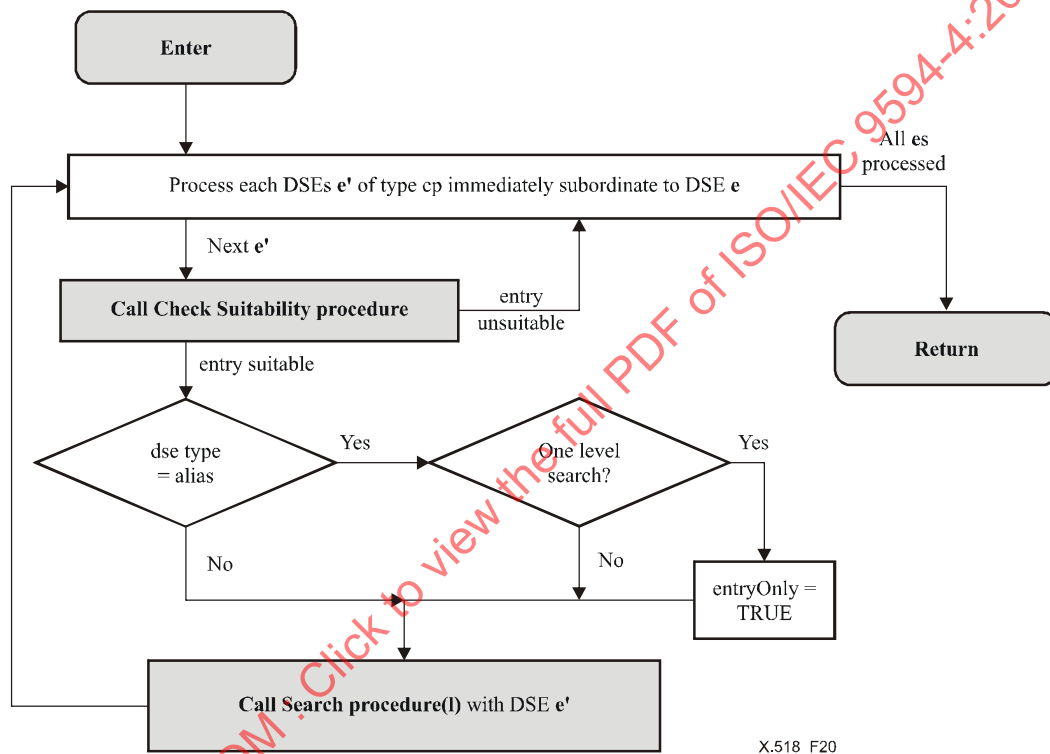 Enter
All es
processed
Process each DSEs e' of type cp immediately subordinate to DSE e
Next e'
Call Check Suitability procedure
entry
unsuitable
Return
entry suitable
dse type
= alias
Yes
One level
search?
Yes
No
No
entryOnly =
TRUE
Call Search procedure(l) with DSE e'
X.518_F20
OM : Click to view the full PDF of ISO/IEC 9594-4:20